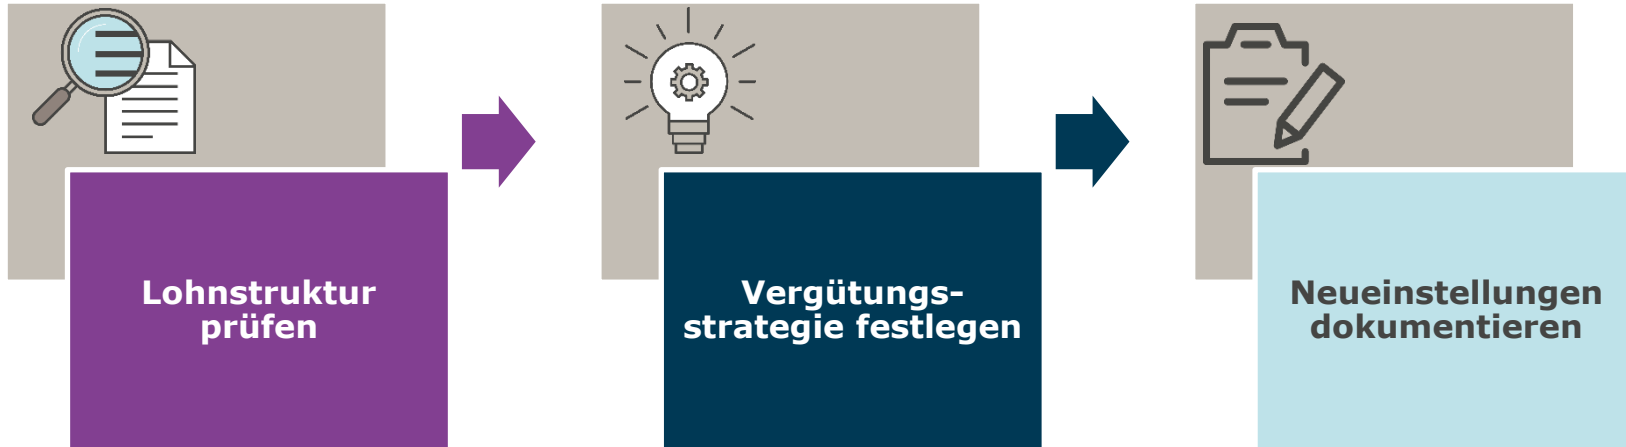 Lohnstruktur
prüfen
Vergütungs-
strategie festlegen
Neueinstellungen
dokumentieren